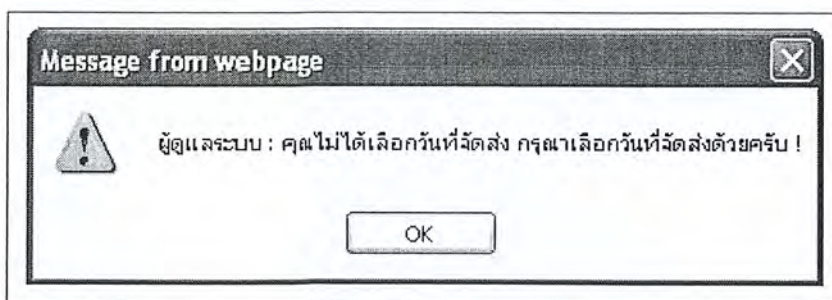 Message from webpage
ผู้ดูแลระบบ : คุณไม่ได้เลือกวันที่จัดส่ง กรุณาเลือกวันที่จัดส่งด้วยครับ !
OK